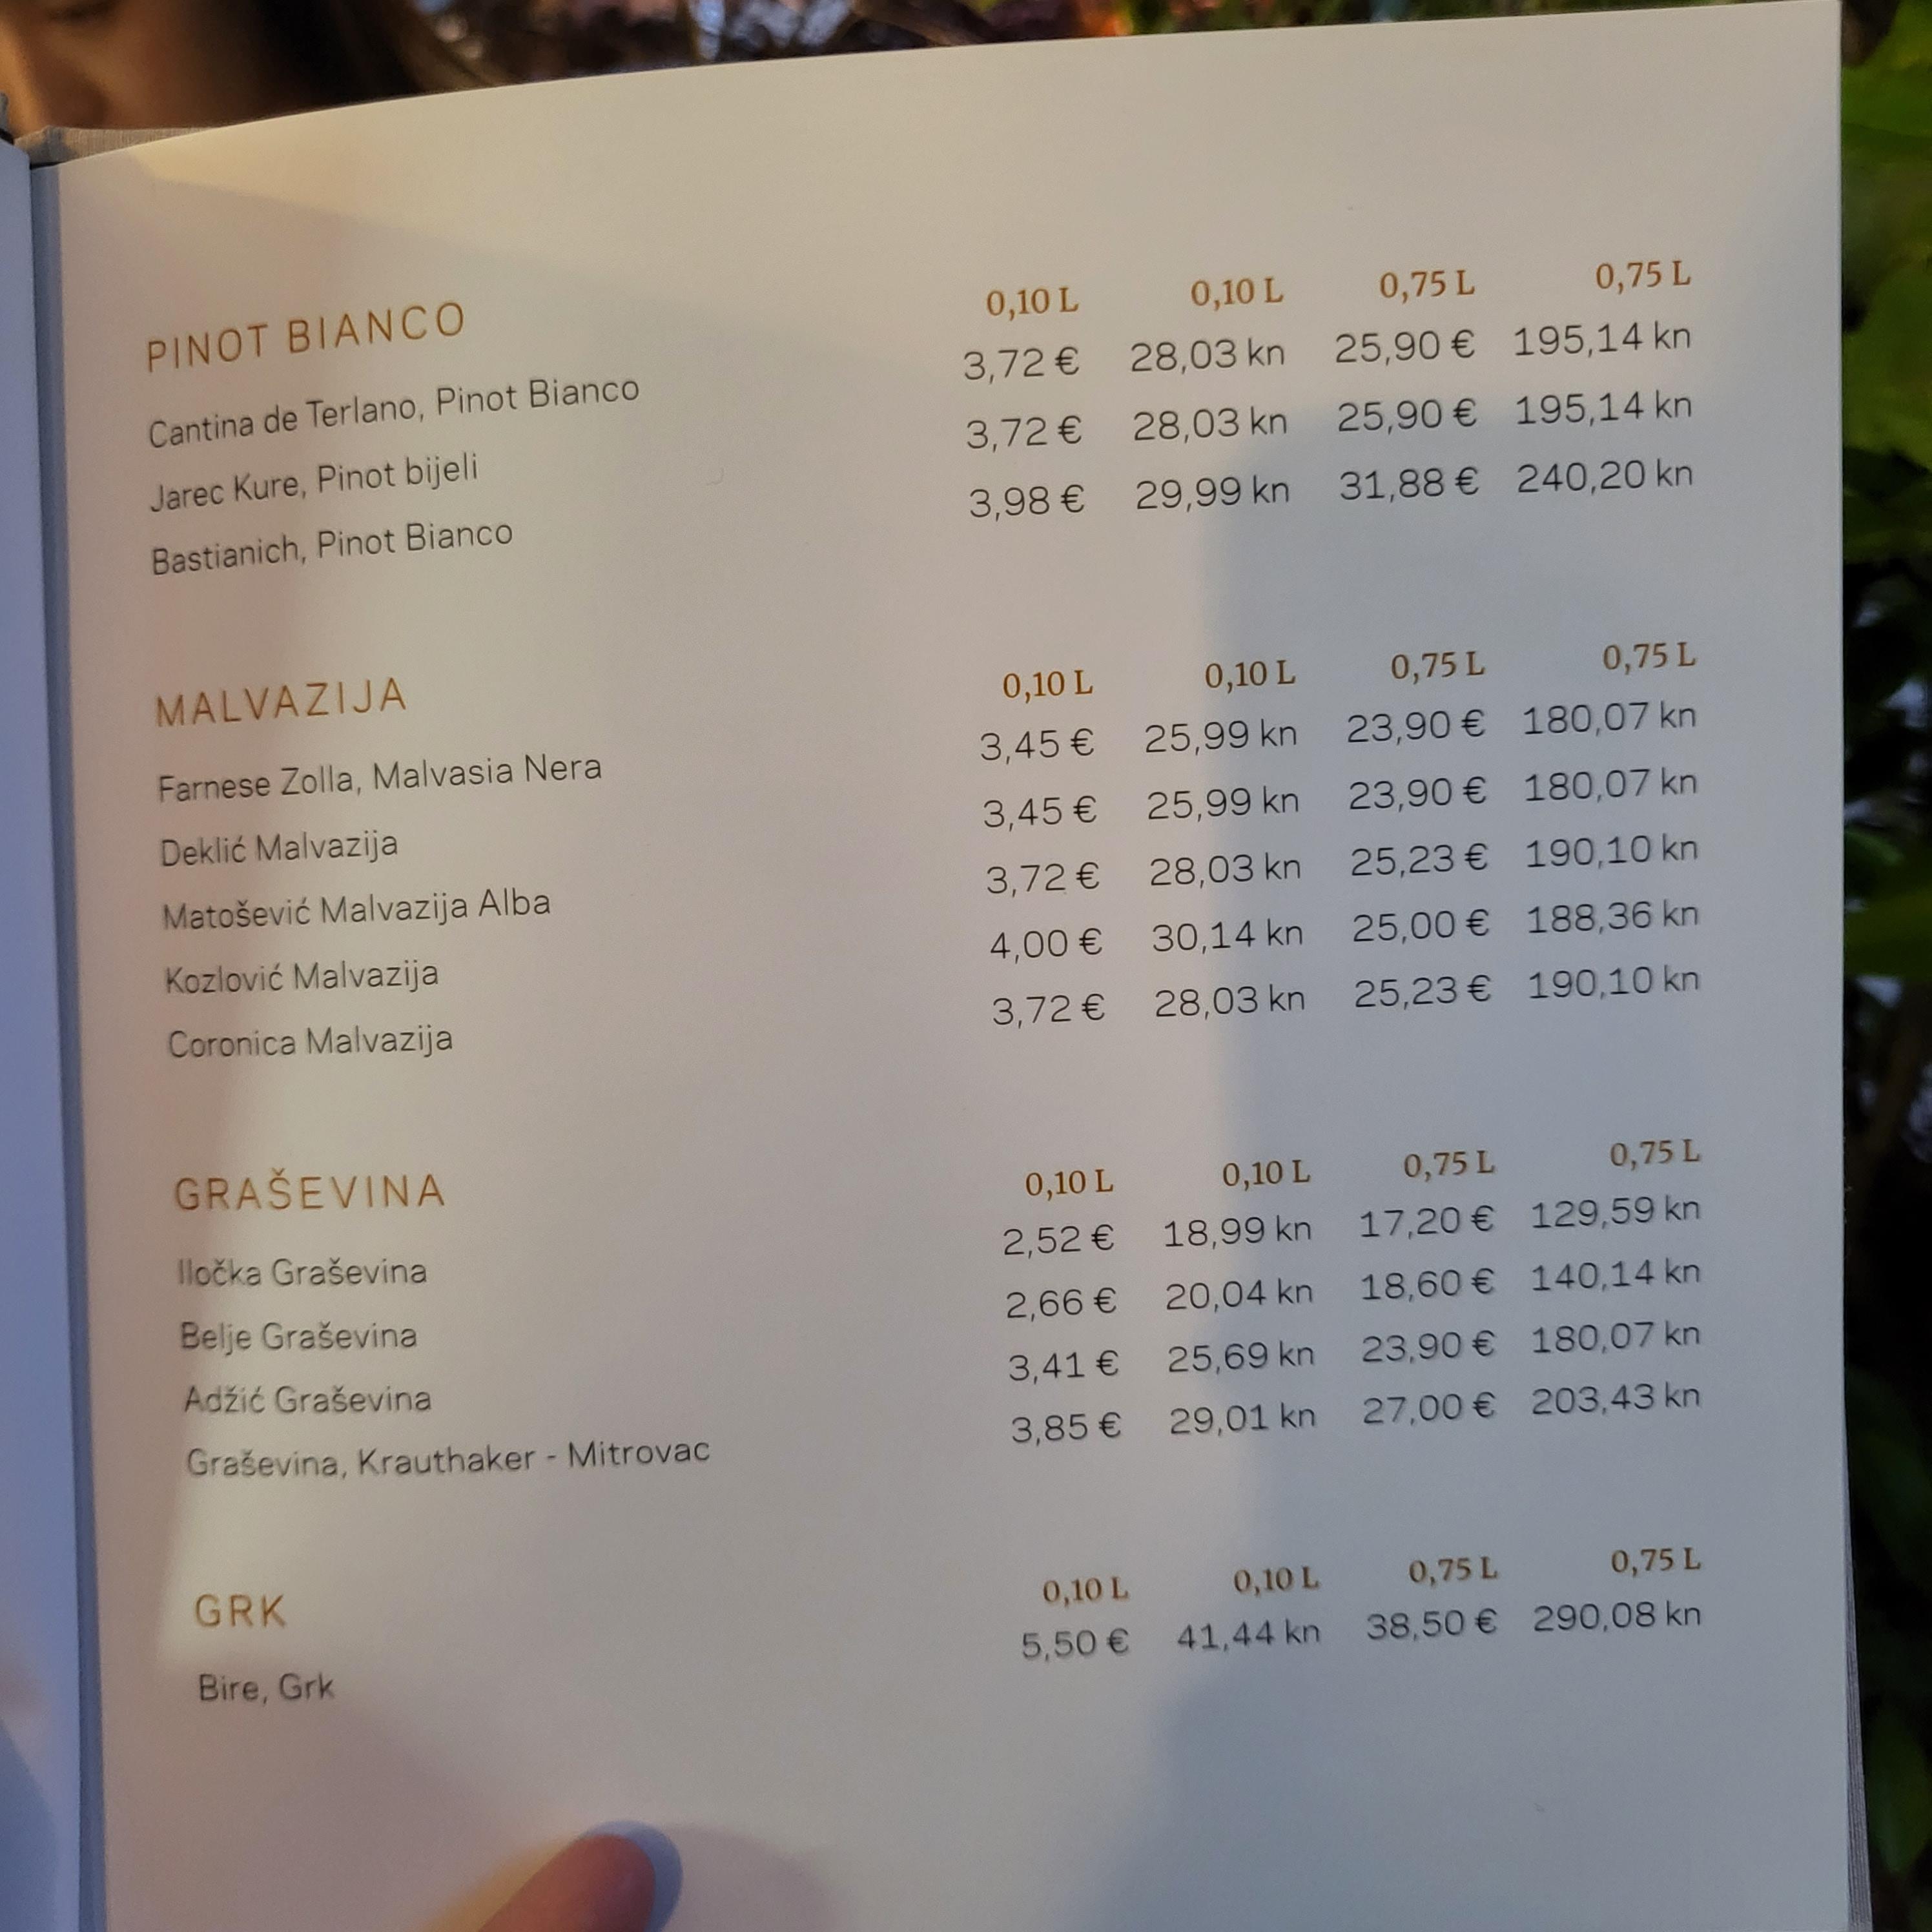 PINOT BIANCO 0,10 L 0,10 L 0,75 L 0,75 L
Cantina de Terlano, Pinot Bianco 3,72 € 28,03 kn 25,90 € 195,14 kn
Jarec Kure, Pinot bijeli 3,72 € 28,03 kn 25,90 € 195,14 kn
Bastianich, Pinot Bianco 3,98 € 29,99 kn 31,88 € 240,20 kn
MALVAZIJA 0,10 L 0,10 L 0,75 L 0,75 L
Farnese Zolla, Malvasia Nera 3,45 € 25,99 kn 23,90 € 180,07 kn
Deklić Malvazija 3,45 € 25,99 kn 23,90 € 180,07 kn
Matošević Malvazija Alba 3,72 € 28,03 kn 25,23 € 190,10 kn
Kozlović Malvazija 4,00 € 30,14 kn 25,00 € 188,36 kn
Coronica Malvazija 3,72 € 28,03 kn 25,23 € 190,10 kn
GRAŠEVINA 0,10 L 0,10 L 0,75 L 0,75 L
Iločka Graševina 2,52 € 18,99 kn 17,20 € 129,59 kn
Belje Graševina 2,66 € 20,04 kn 18,60 € 140,14 kn
Adžić Graševina 3,41 € 25,69 kn 23,90 € 180,07 kn
Graševina, Krauthaker - Mitrovac 3,85 € 29,01 kn 27,00 € 203,43 kn
GRK 0,10 L 0,10 L 0,75 L 0,75 L
Bire, Grk 5,50 € 41,44 kn 38,50 € 290,08 kn